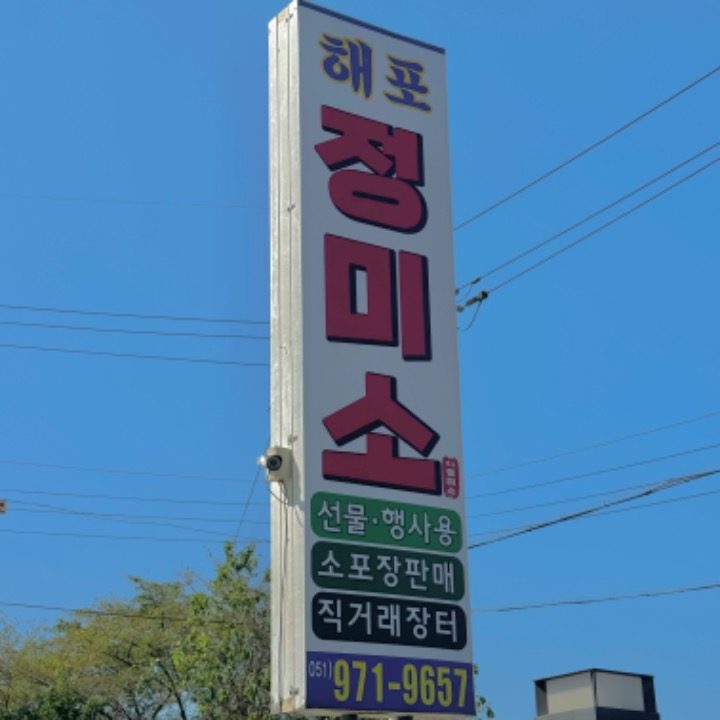 해포
정미소
선물·행사용
소포장판매
직거래장터
051) 971-9657